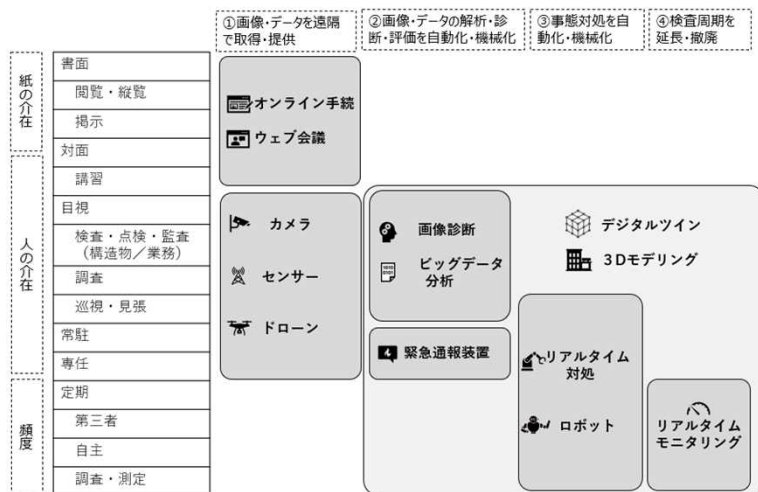 ①画像・データを遠隔
で取得・提供
②画像・データの解析・診
断・評価を自動化・機械化
③事態対処を自
動化・機械化
④検査周期を
延長・撤廃
紙の介在
書面
閲覧・縦覧
掲示
人の介在
対面
講習
目視
検査・点検・監査
（構造物／業務）
調査
巡視・見張
常駐
専任
頻度
定期
第三者
自主
調査・測定
オンライン手続
ウェブ会議
カメラ
センサー
ドローン
画像診断
ビッグデータ
分析
緊急通報装置
デジタルツイン
3Dモデリング
リアルタイム
対処
ロボット
リアルタイム
モニタリング